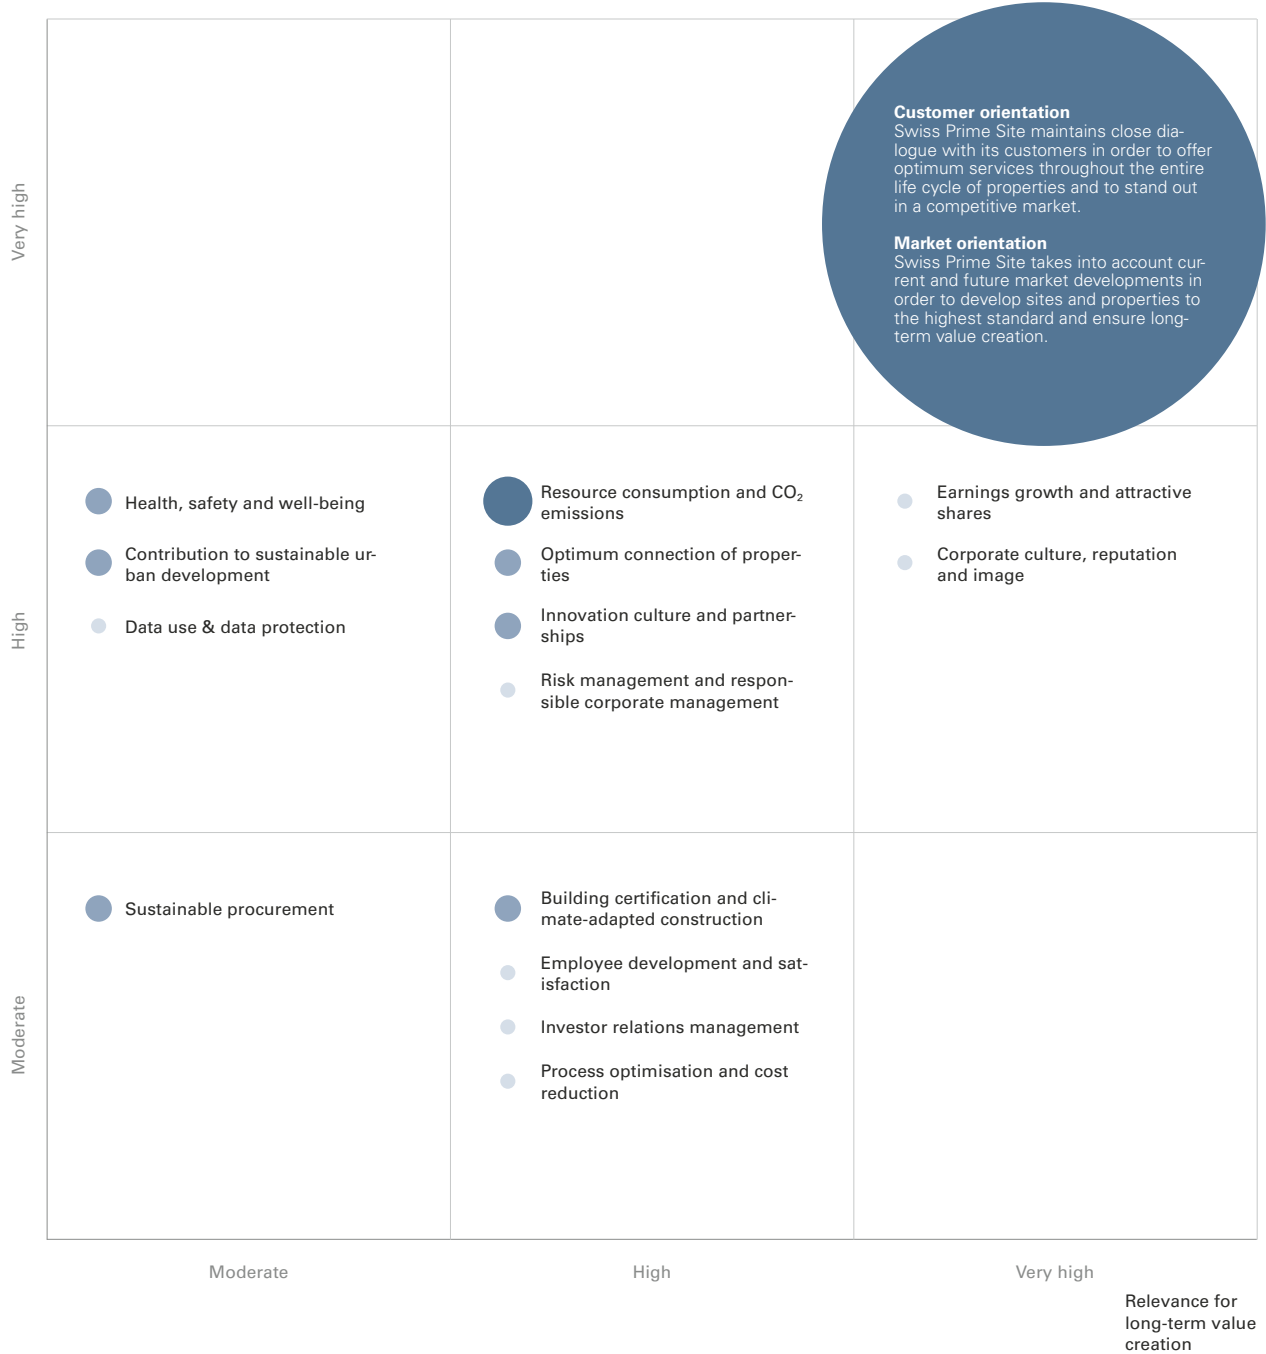 Very high
Customer orientation
Swiss Prime Site maintains close dia-
logue with its customers in order to offer
optimum services throughout the entire
life cycle of properties and to stand out
in a competitive market.
Market orientation
Swiss Prime Site takes into account cur-
rent and future market developments in
order to develop sites and properties to
the highest standard and ensure long-
term value creation.
High
Health, safety and well-being
Contribution to sustainable ur-
ban development
Data use & data protection
Resource consumption and CO₂
emissions
Optimum connection of proper-
ties
Innovation culture and partner-
ships
Risk management and respon-
sible corporate management
Earnings growth and attractive
shares
Corporate culture, reputation
and image
Moderate
Sustainable procurement
Building certification and cli-
mate-adapted construction
Employee development and sat-
isfaction
Investor relations management
Process optimisation and cost
reduction
Moderate
High
Very high
Relevance for
long-term value
creation